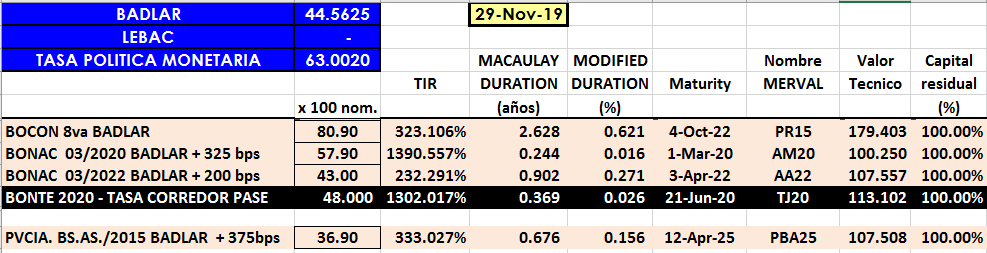 BADLAR 44.5625 29-Nov-19
LEBAC -
TASA POLITICA MONETARIA 63.0020 MACAULAY MODIFIED Nombre Valor Capital
TIR DURATION DURATION Maturity MERVAL Tecnico residual
x 100 nom. (años) (%) (%)
BOCON 8va BADLAR 80.90 323.106% 2.628 0.621 4-Oct-22 PR15 179.403 100.00%
BONAC 03/2020 BADLAR + 325 bps 57.90 1390.557% 0.244 0.016 1-Mar-20 AM20 100.250 100.00%
BONAC 03/2022 BADLAR + 200 bps 43.00 232.291% 0.902 0.271 3-Apr-22 AA22 107.557 100.00%
BONTE 2020 - TASA CORREDOR PASE 48.000 1302.017% 0.369 0.026 21-Jun-20 TJ20 113.102 100.00%
PVCIA. BS.AS./2015 BADLAR + 375bps 36.90 333.027% 0.676 0.156 12-Apr-25 PBA25 107.508 100.00%